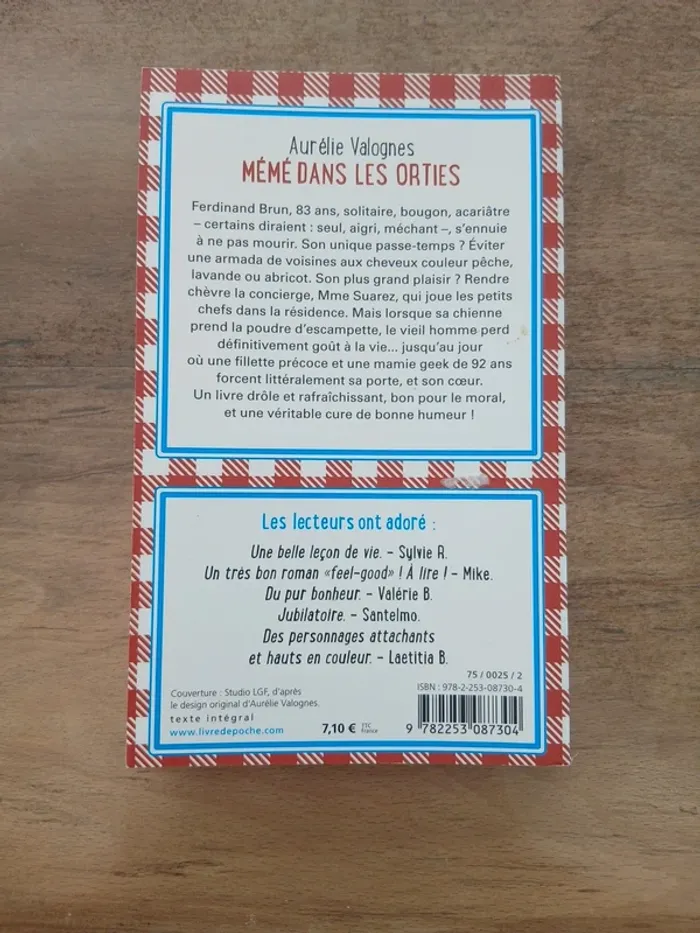 Aurélie Valognes
MÉMÉ DANS LES ORTIES
Ferdinand Brun, 83 ans, solitaire, bougon, acariâtre
– certains diraient : seul, aigri, méchant –, s'ennuie
à ne pas mourir. Son unique passe-temps ? Éviter
une armada de voisines aux cheveux couleur pêche,
lavande ou abricot. Son plus grand plaisir ? Rendre
chèvre la concierge, Mme Suarez, qui joue les petits
chefs dans la résidence. Mais lorsque sa chienne
prend la poudre d'escampette, le vieil homme perd
définitivement goût à la vie... jusqu'au jour
où une fillette précoce et une mamie geek de 92 ans
forcent littéralement sa porte, et son cœur.
Un livre drôle et rafraîchissant, bon pour le moral,
et une véritable cure de bonne humeur !
Les lecteurs ont adoré :
Une belle leçon de vie. – Sylvie R.
Un très bon roman «feel-good» ! À lire ! – Mike.
Du pur bonheur. – Valérie B.
Jubilatoire. – Santelmo.
Des personnages attachants
et hauts en couleur. – Laetitia B.
75 / 0025 / 2
ISBN : 978-2-253-08730-4
Couverture : Studio LGF, d'après
le design original d'Aurélie Valognes.
texte intégral
www.livredepoche.com
7,10 € TTC France
9 782253 087304